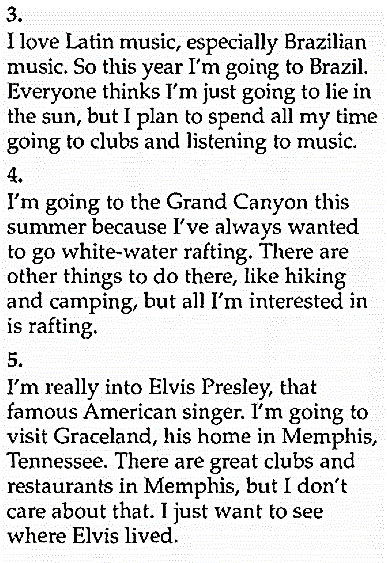 3.
I love Latin music, especially Brazilian
music. So this year I'm going to Brazil.
Everyone thinks I'm just going to lie in
the sun, but I plan to spend all my time
going to clubs and listening to music.
4.
I'm going to the Grand Canyon this
summer because I've always wanted
to go white-water rafting. There are
other things to do there, like hiking
and camping, but all I'm interested in
is rafting.
5.
I'm really into Elvis Presley, that
famous American singer. I'm going to
visit Graceland, his home in Memphis,
Tennessee. There are great clubs and
restaurants in Memphis, but I don't
care about that. I just want to see
where Elvis lived.